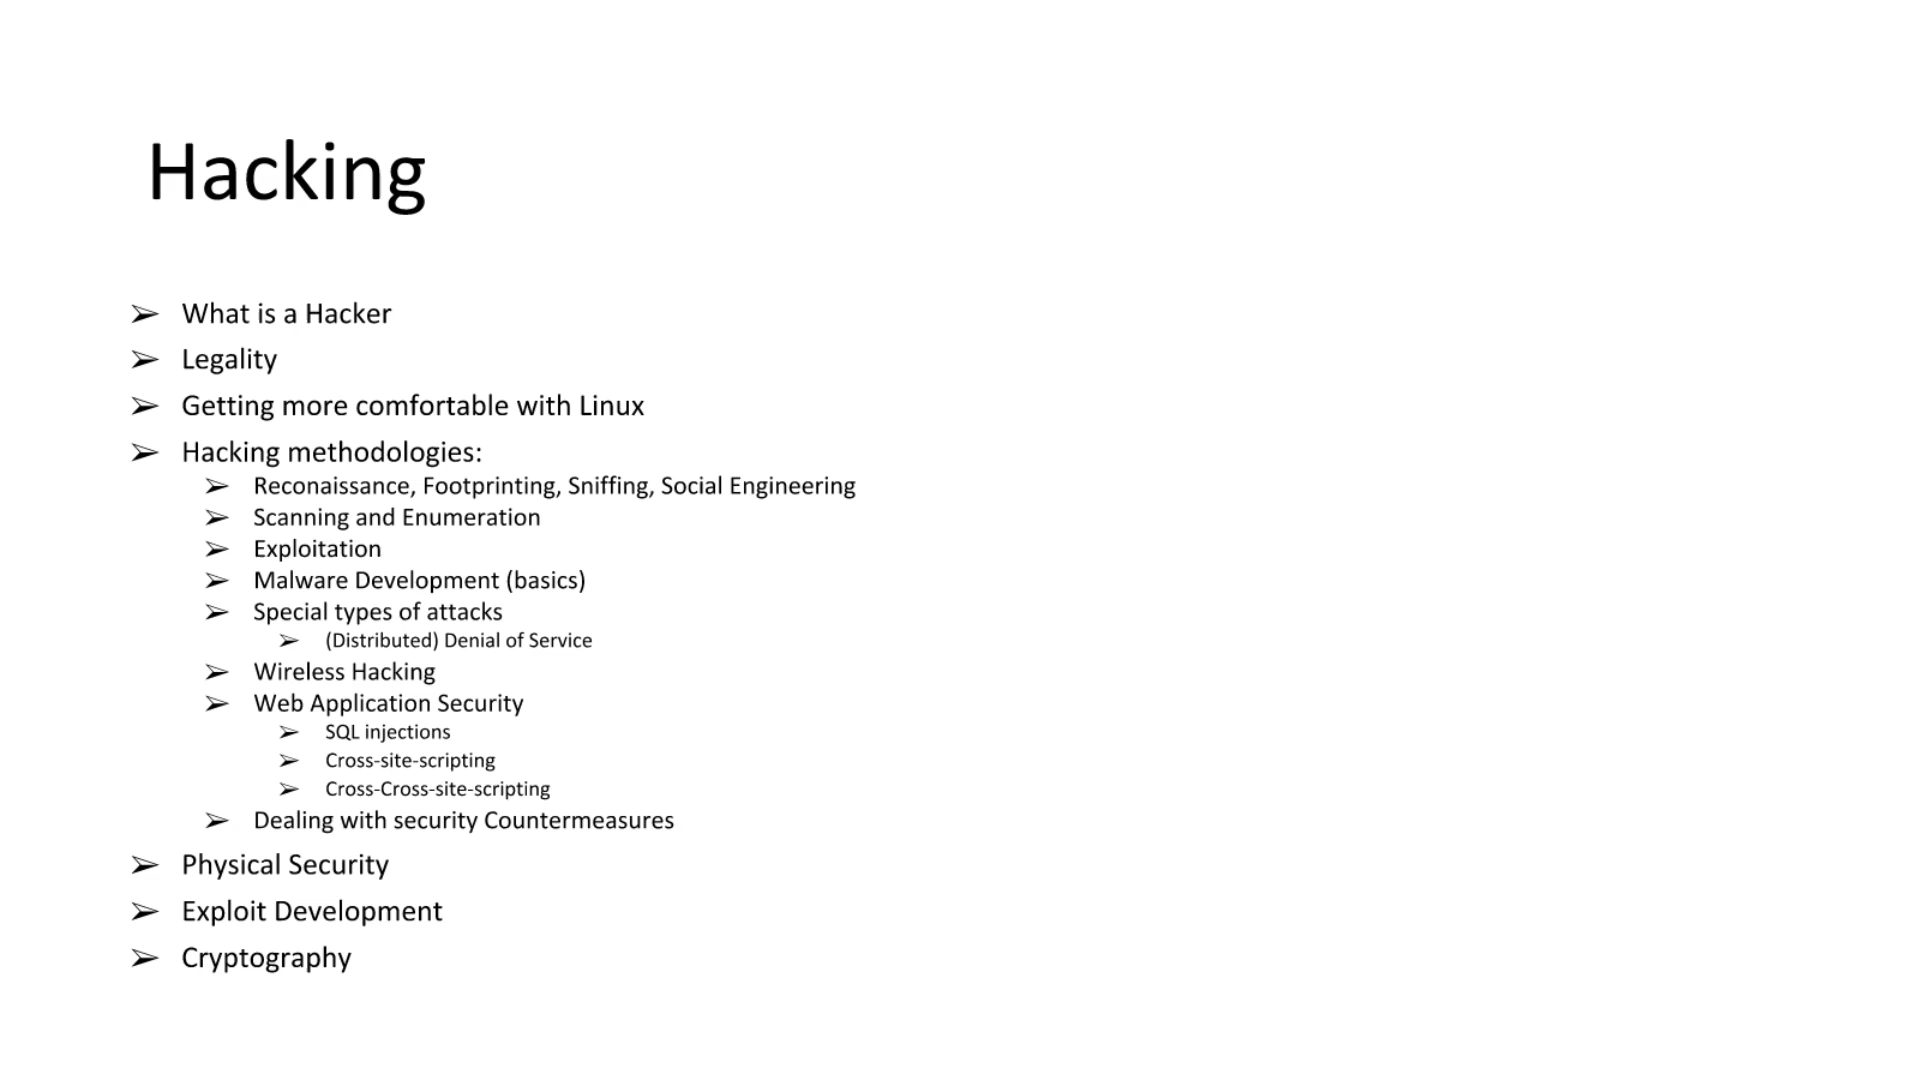 Hacking
➢ What is a Hacker
➢ Legality
➢ Getting more comfortable with Linux
➢ Hacking methodologies:
➢ Reconaissance, Footprinting, Sniffing, Social Engineering
➢ Scanning and Enumeration
➢ Exploitation
➢ Malware Development (basics)
➢ Special types of attacks
➢ (Distributed) Denial of Service
➢ Wireless Hacking
➢ Web Application Security
➢ SQL injections
➢ Cross-site-scripting
➢ Cross-Cross-site-scripting
➢ Dealing with security Countermeasures
➢ Physical Security
➢ Exploit Development
➢ Cryptography